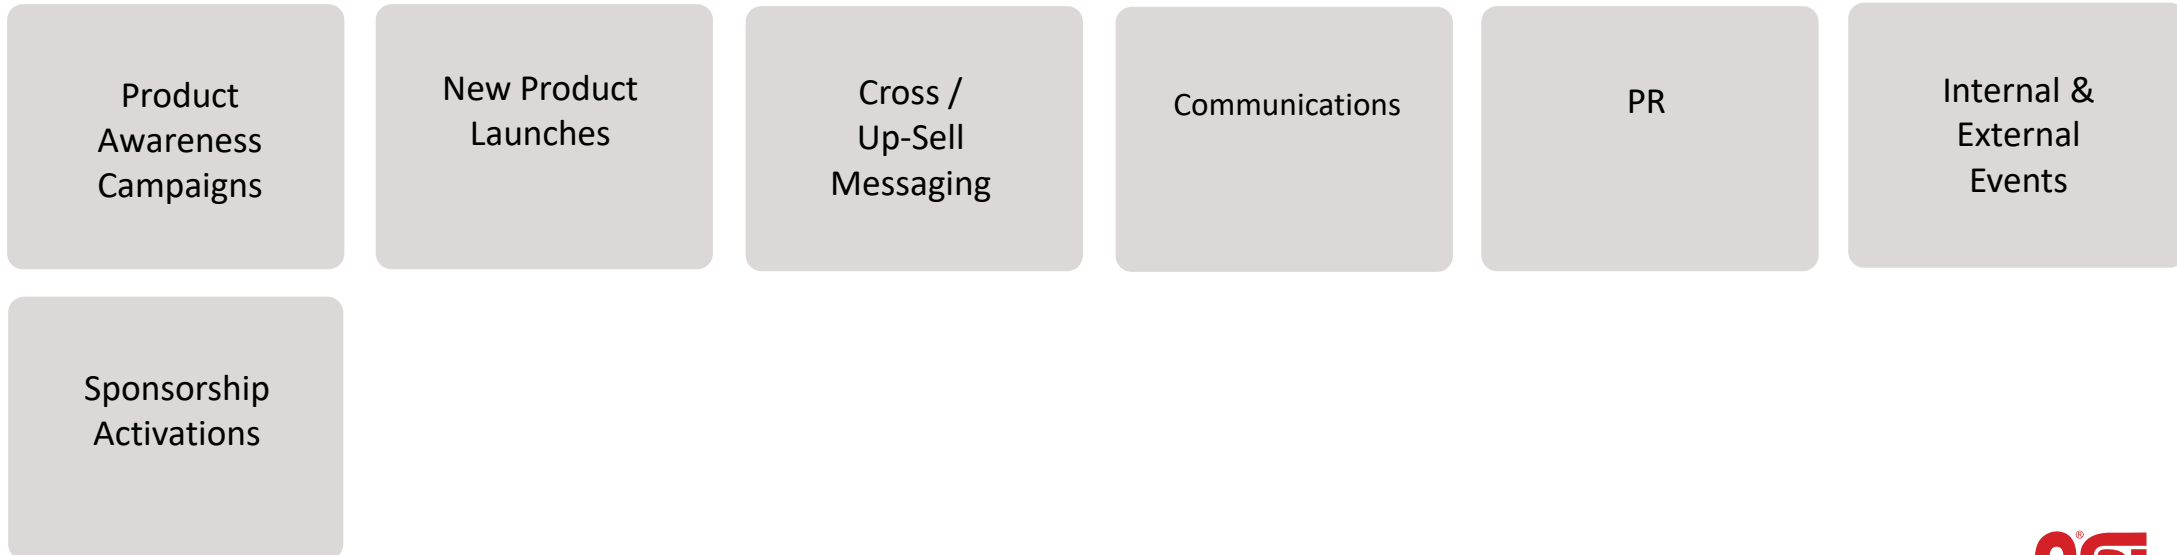 Product
Awareness
Campaigns
New Product
Launches
Cross /
Up-Sell
Messaging
Communications
PR
Internal &
External
Events
Sponsorship
Activations
®